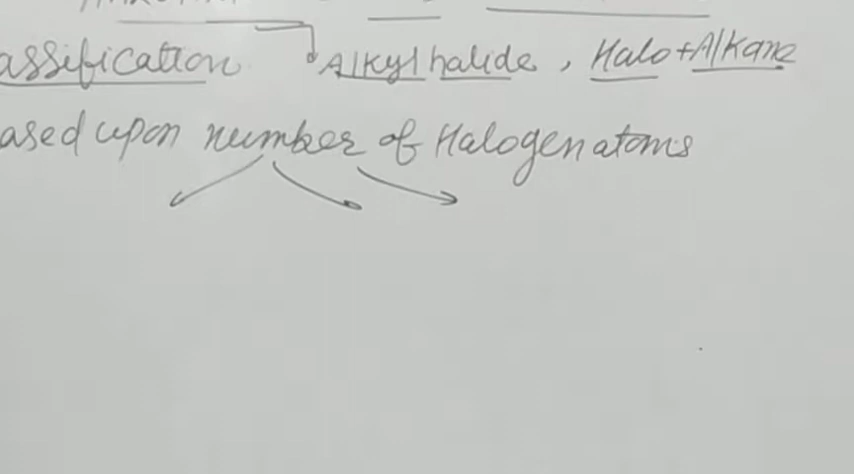 assification Alkyl halide , Halo+Alkane
ased upon number of Halogen atoms